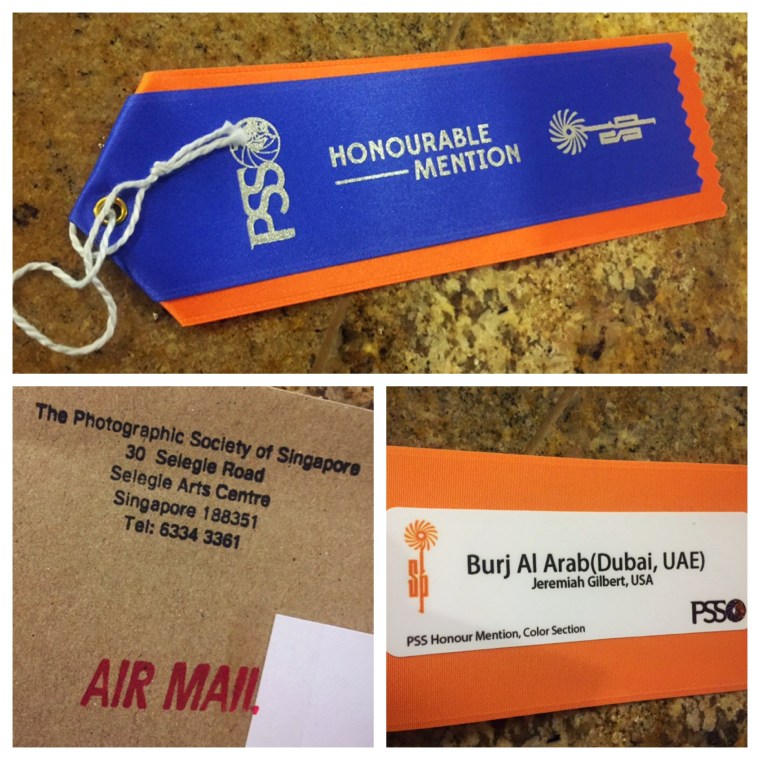 PSS
HONOURABLE
MENTION
The Photographic Society of Singapore
30 Selegie Road
Selegie Arts Centre
Singapore 188351
Tel: 6334 3361
AIR MAIL
Burj Al Arab(Dubai, UAE)
Jeremiah Gilbert, USA
PSS
PSS Honour Mention, Color Section